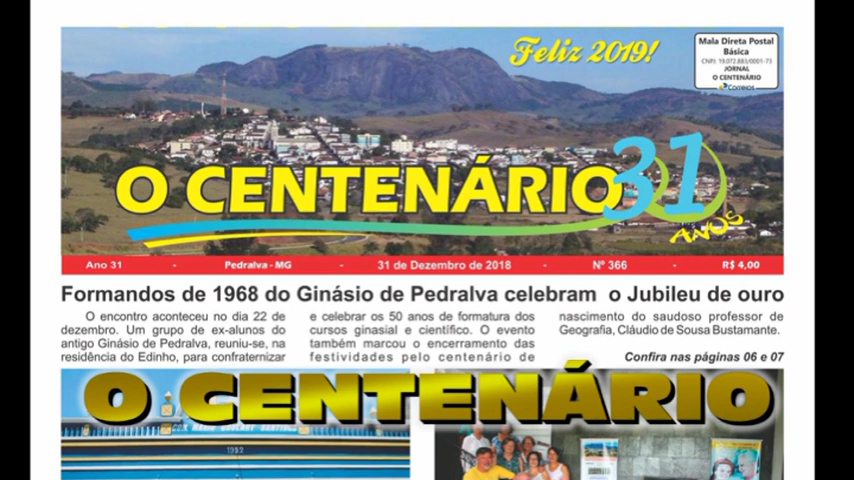 Feliz 2019!
Mala Direta Postal
Básica
CNPJ: 19.072.883/0001-73
JORNAL
O CENTENÁRIO
Correios
O CENTENÁRIO 31
ANOS
Ano 31 - Pedralva - MG - 31 de Dezembro de 2018 - Nº 366 - R$ 4,00
Formandos de 1968 do Ginásio de Pedralva celebram o Jubileu de ouro
O encontro aconteceu no dia 22 de
dezembro. Um grupo de ex-alunos do
antigo Ginásio de Pedralva, reuniu-se, na
residência do Edinho, para confraternizar
e celebrar os 50 anos de formatura dos
cursos ginasial e científico. O evento
também marcou o encerramento das
festividades pelo centenário de
nascimento do saudoso professor de
Geografia, Cláudio de Sousa Bustamante.
Confira nas páginas 06 e 07
O CENTENÁRIO
1952